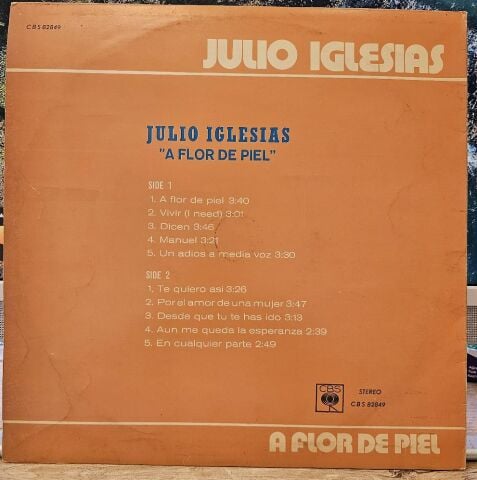 CBS 82849
JULIO IGLESIAS
JULIO IGLESIAS
"A FLOR DE PIEL"
SIDE 1
1. A flor de piel 3:40
2. Vivir (I need) 3:01
3. Dicen 3:46
4. Manuel 3:21
5. Un adios a media voz 3:30
SIDE 2
1. Te quiero asi 3:26
2. Por el amor de una mujer 3:47
3. Desde que tu te has ido 3:13
4. Aun me queda la esperanza 2:39
5. En cualquier parte 2:49
CBS
STEREO
CBS 82849
A FLOR DE PIEL